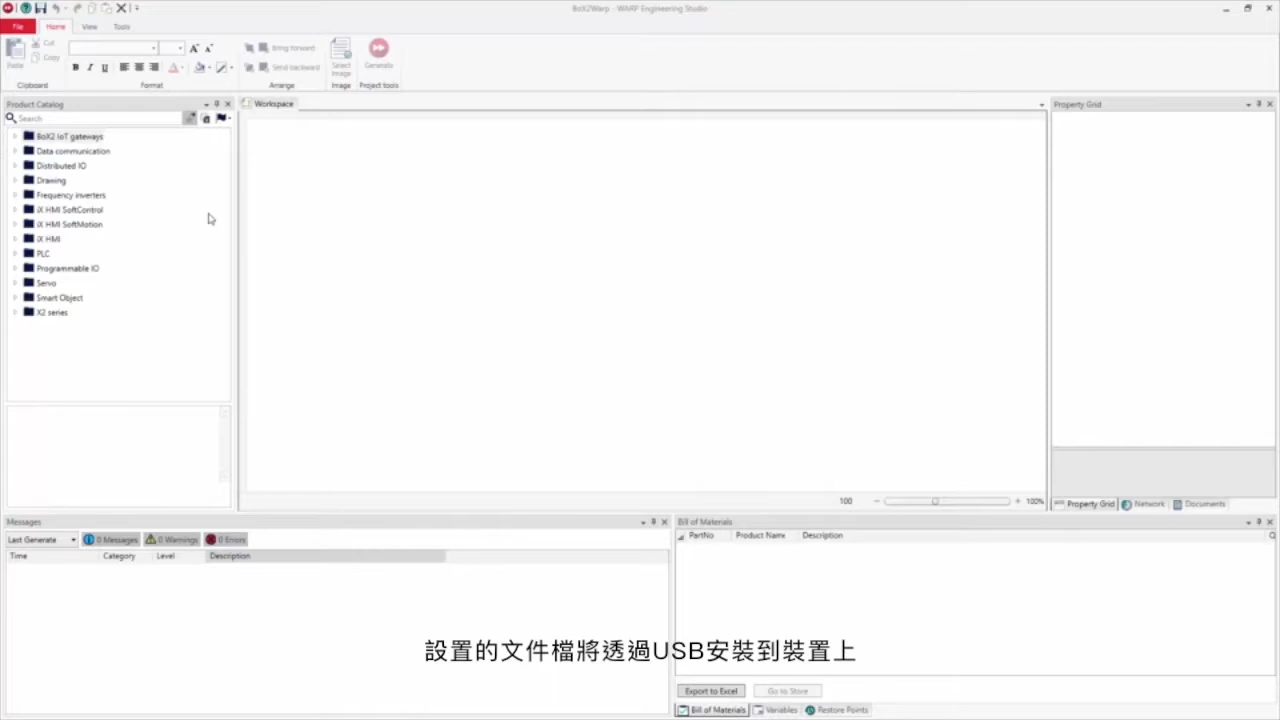 BoX2Warp - WARP Engineering Studio
File Home View Tools
Paste
Cut
Copy
Clipboard
B I U A
Format
Bring forward
Send backward
Arrange
Select
Image
Image
Generate
Project tools
Product Catalog
Search
BoX2 IoT gateways
Data communication
Distributed IO
Drawing
Frequency inverters
iX HMI SoftControl
iX HMI SoftMotion
iX HMI
PLC
Programmable IO
Servo
Smart Object
X2 series
Workspace
100 − + 100%
Property Grid
Property Grid Network Documents
Messages
Last Generate 0 Messages 0 Warnings 0 Errors
Time Category Level Description
Bill of Materials
PartNo Product Name Description
設置的文件檔將透過USB安裝到裝置上
Export to Excel Go to Store
Bill of Materials Variables Restore Points